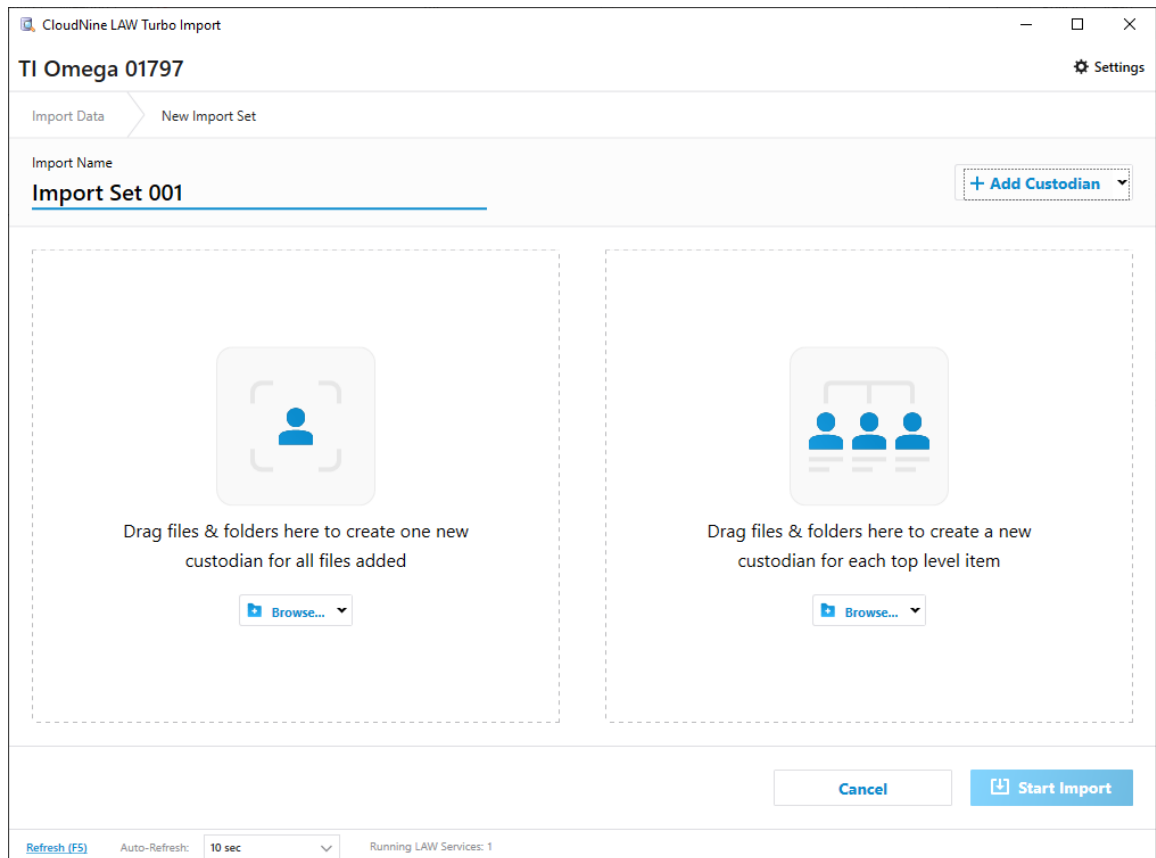 CloudNine LAW Turbo Import
TI Omega 01797
Settings
Import Data
New Import Set
Import Name
Import Set 001
+ Add Custodian
Drag files & folders here to create one new
custodian for all files added
Browse...
Drag files & folders here to create a new
custodian for each top level item
Browse...
Cancel
Start Import
Refresh (F5)
Auto-Refresh:
10 sec
Running LAW Services: 1